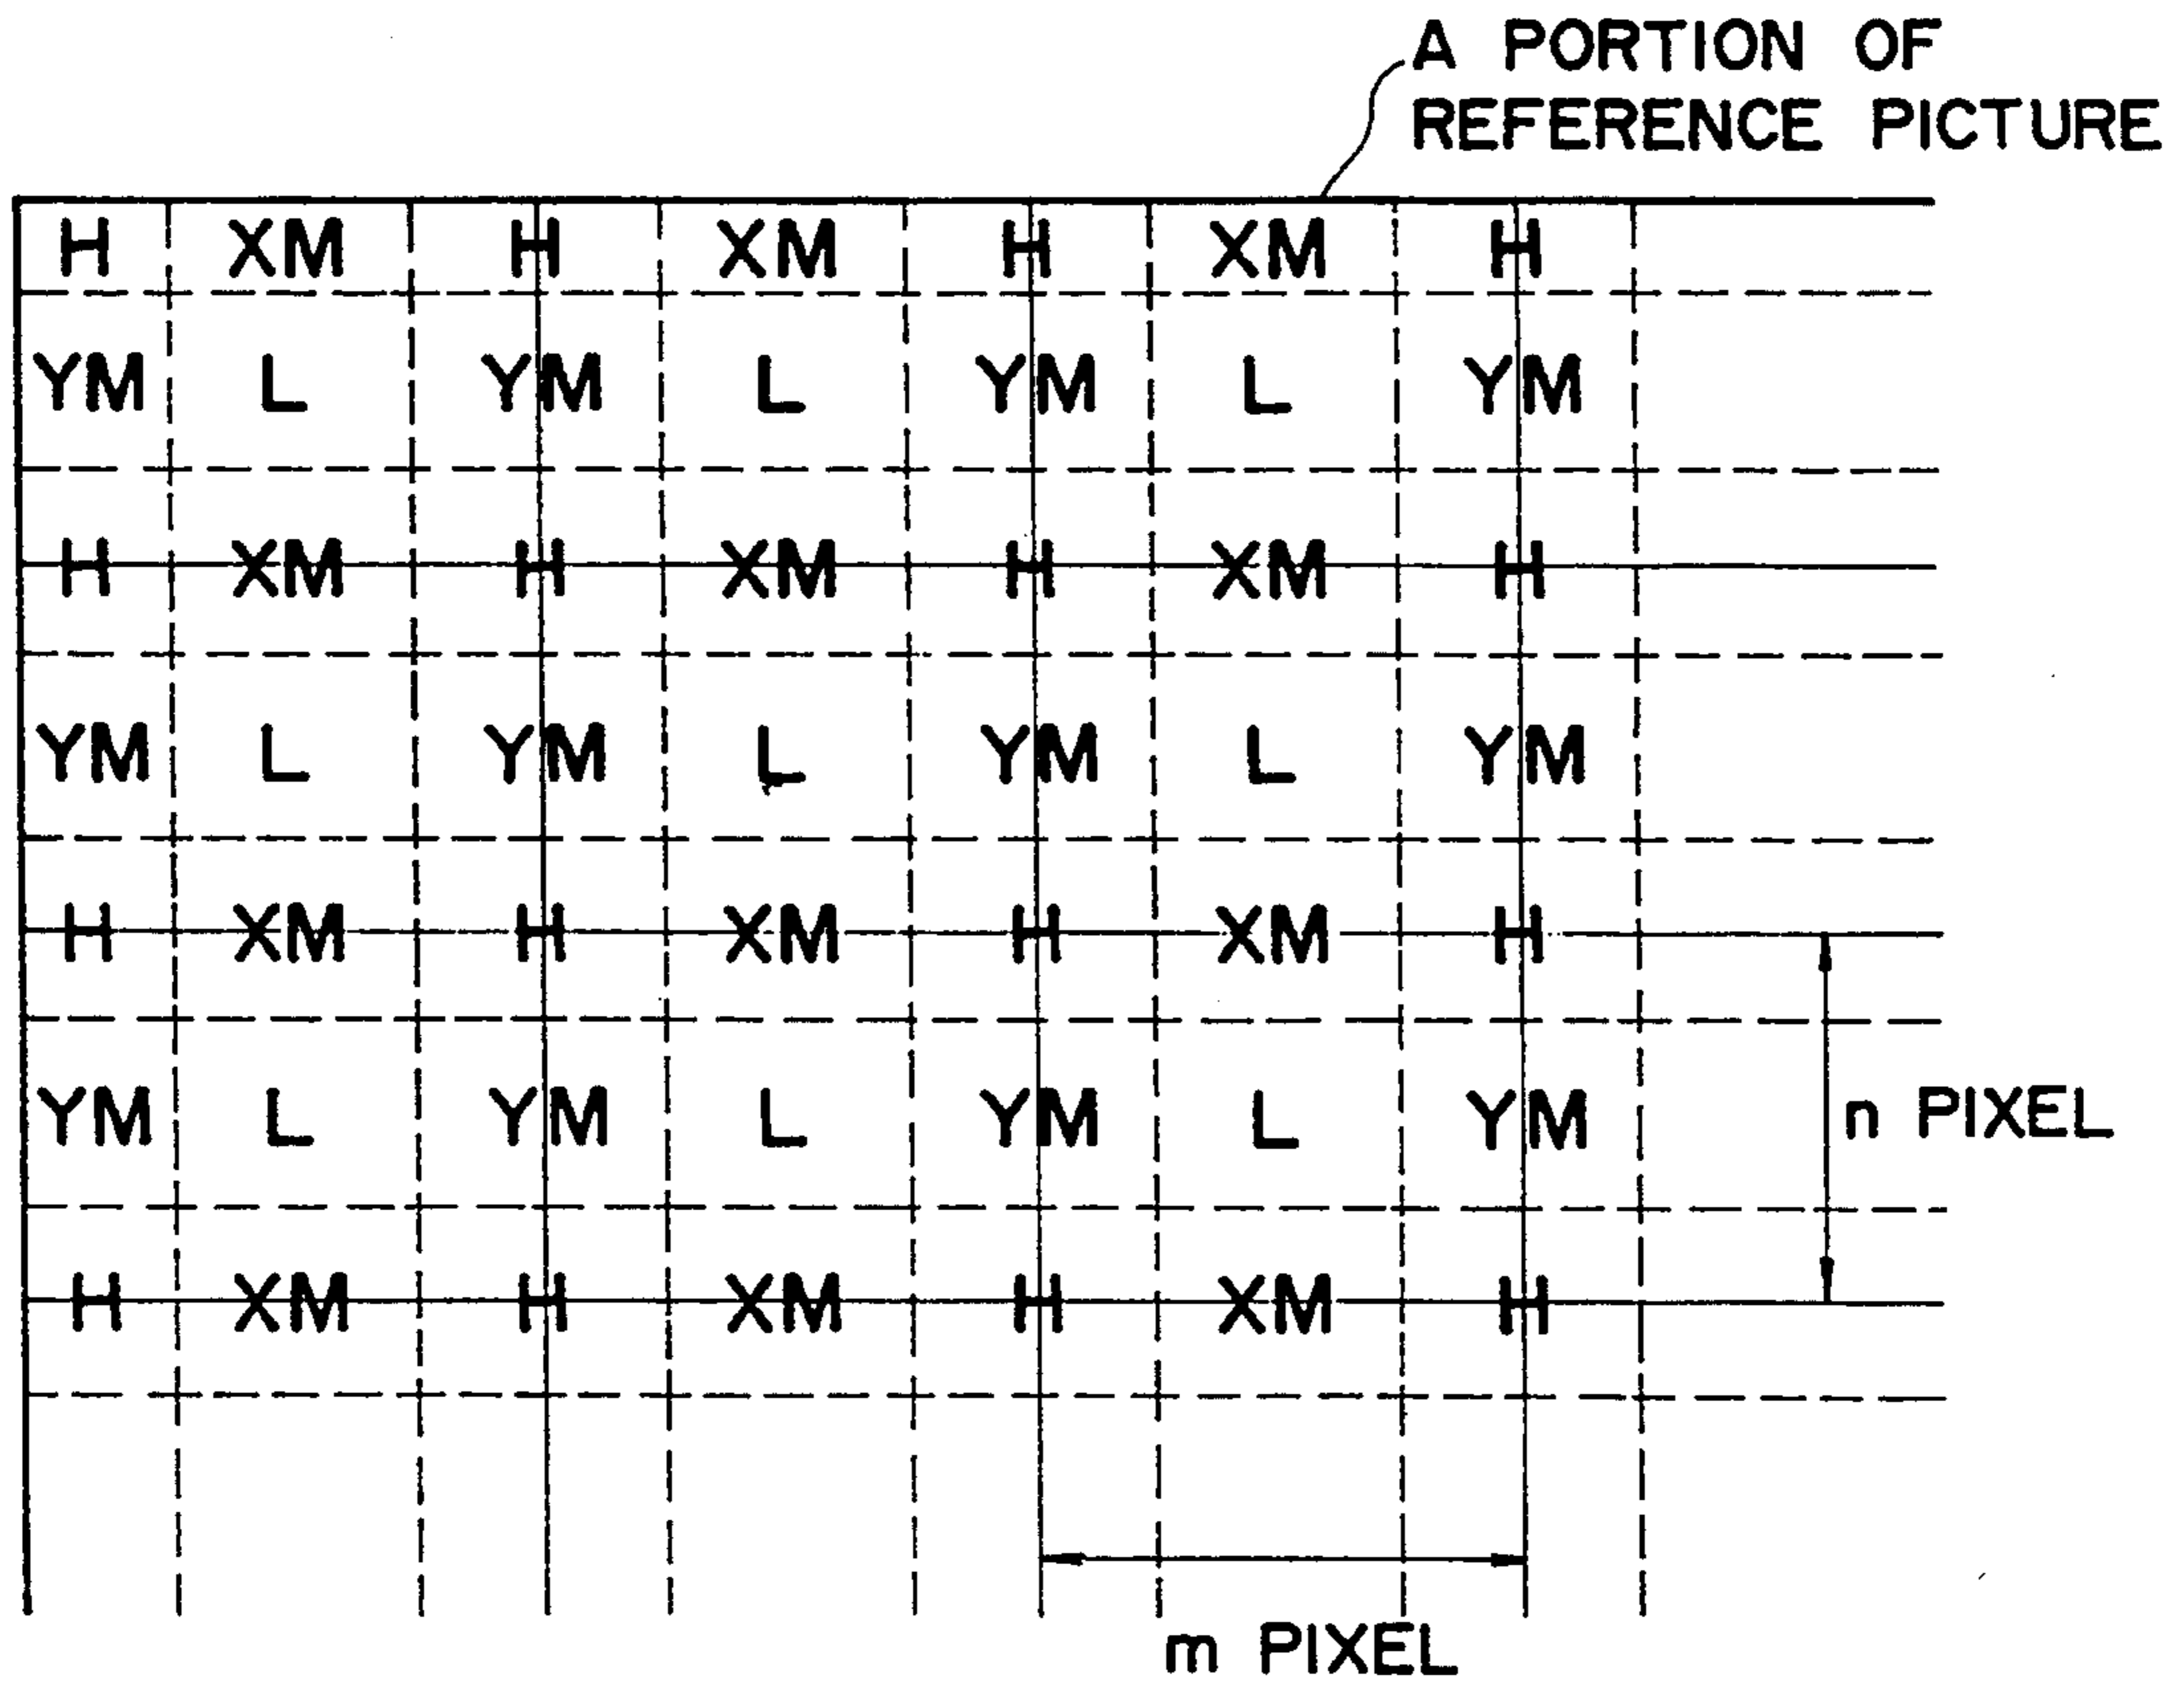 A PORTION OF
REFERENCE PICTURE
H XM H XM H XM H
YM L YM L YM L YM
H XM H XM H XM H
YM L YM L YM L YM
H XM H XM H XM H
YM L YM L YM L YM n PIXEL
H XM H XM H XM H
m PIXEL